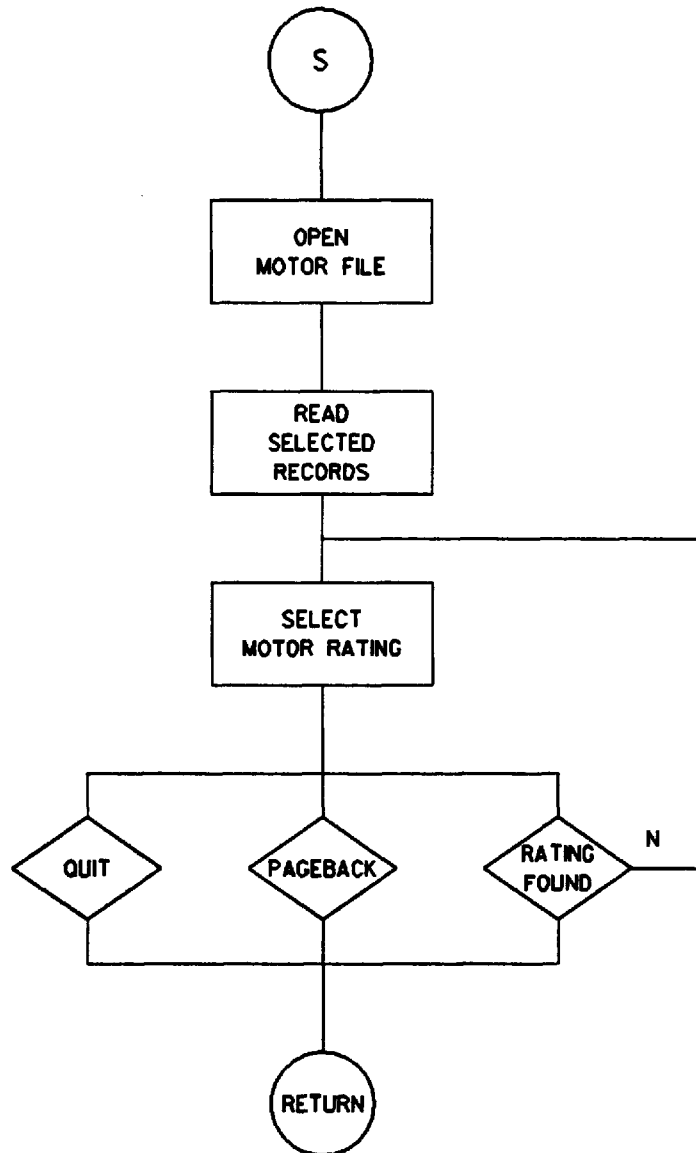 S
OPEN
MOTOR FILE
READ
SELECTED
RECORDS
SELECT
MOTOR RATING
QUIT
PAGEBACK
RATING
FOUND
N
RETURN